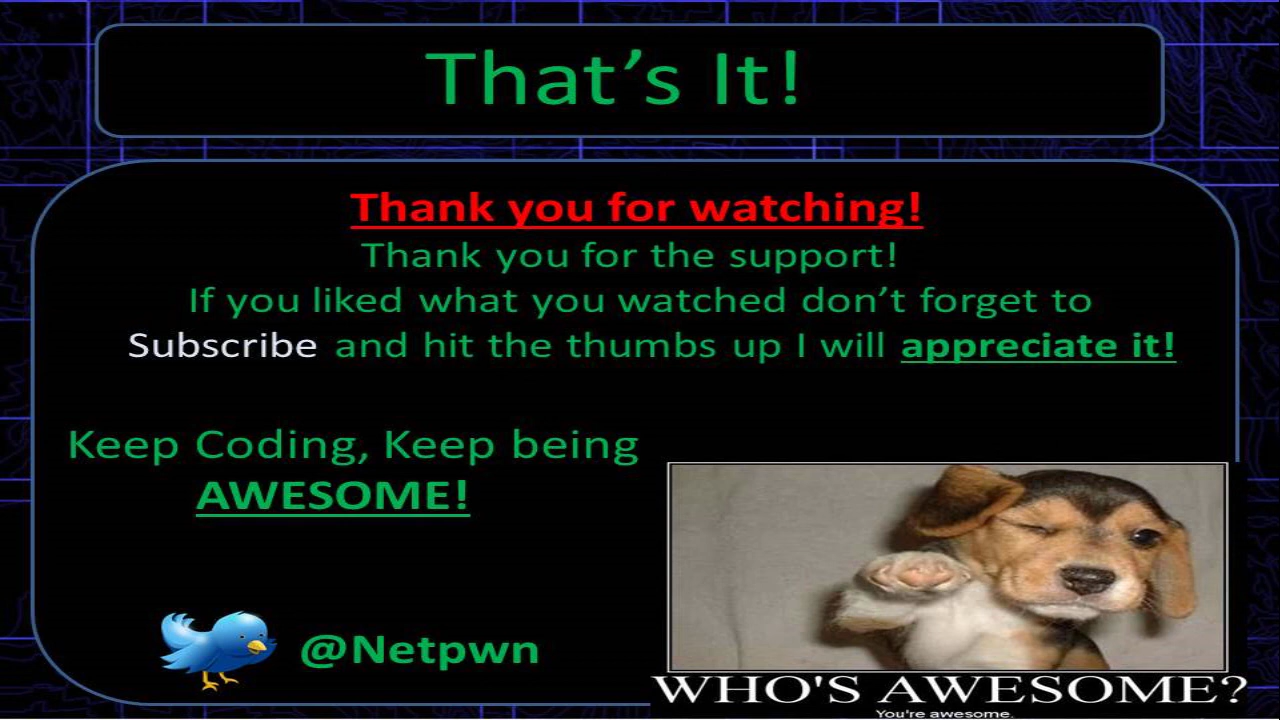 That’s It!
Thank you for watching!
Thank you for the support!
If you liked what you watched don’t forget to
Subscribe and hit the thumbs up I will appreciate it!
Keep Coding, Keep being
AWESOME!
@Netpwn
WHO'S AWESOME?
You're awesome.